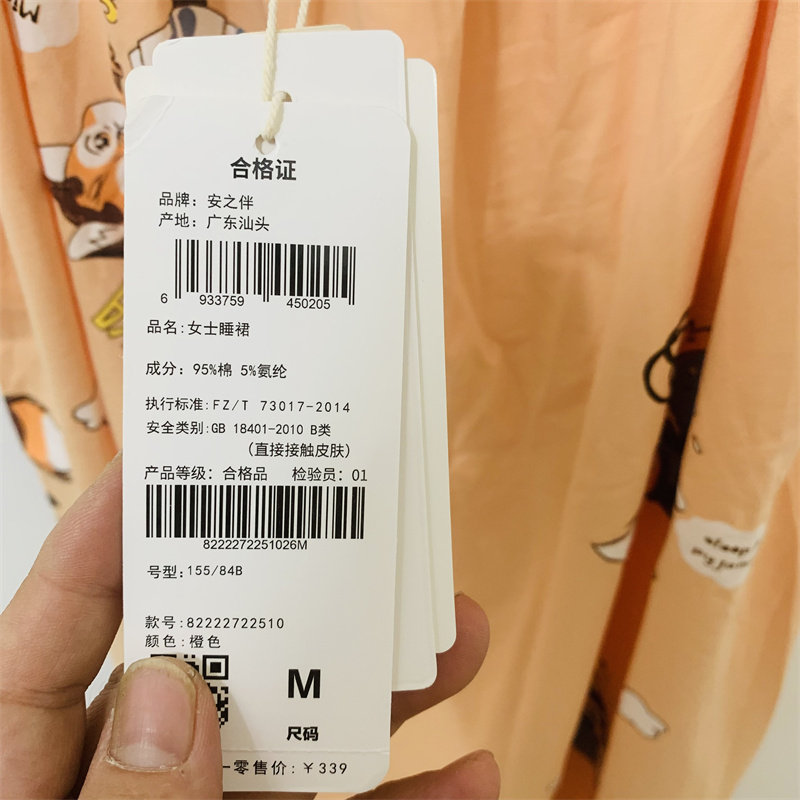 合格证
品牌：安之伴
产地：广东汕头
6 933759 450205
品名:女士睡裙
成分：95%棉 5%氨纶
执行标准:FZ/T 73017-2014
安全类别:GB 18401-2010 B类
（直接接触皮肤）
产品等级：合格品 检验员：01
8222272251026M
号型:155/84B
款号:82222722510
颜色:橙色
M
尺码
一零售价:￥339
sleep
my